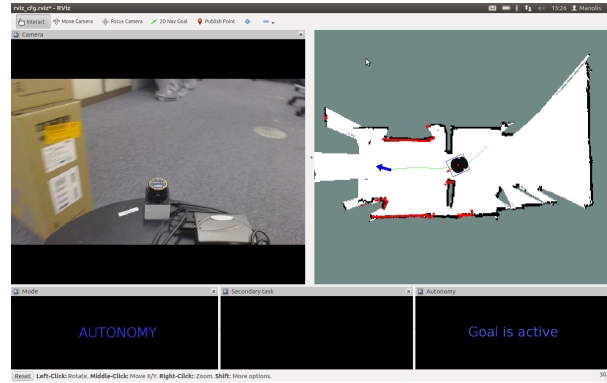 rviz_cfg.rviz* - RViz
13:26 Manolis
Interact Move Camera Focus Camera 2D Nav Goal Publish Point
Camera
Mode
Secondary task
Autonomy
AUTONOMY
Goal is active
Reset Left-Click: Rotate. Middle-Click: Move X/Y. Right-Click: Zoom. Shift: More options.
30